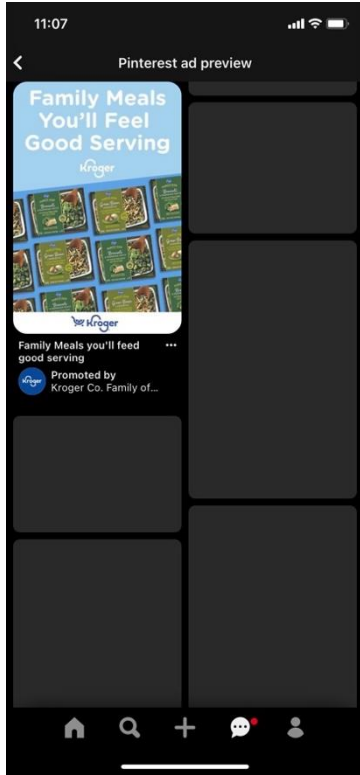 11:07
Pinterest ad preview
Family Meals
You'll Feel
Good Serving
Kroger
Kroger
Family Meals you'll feed
good serving
Kroger
Promoted by
Kroger Co. Family of...